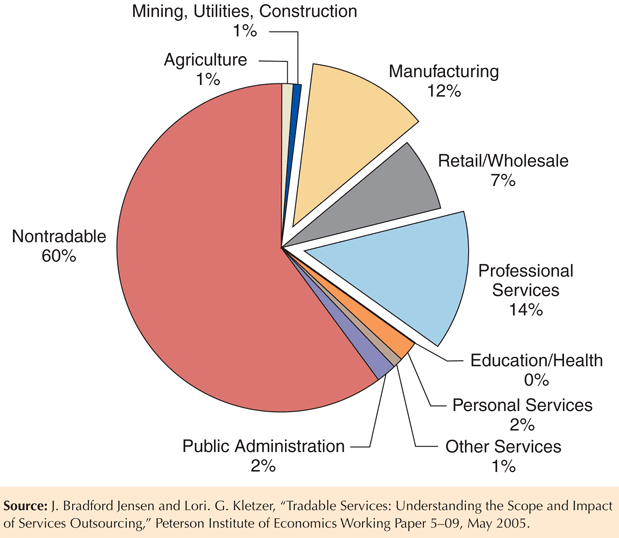 Mining, Utilities, Construction
1%
Agriculture
1%
Manufacturing
12%
Retail/Wholesale
7%
Nontradable
60%
Professional
Services
14%
Education/Health
0%
Personal Services
2%
Public Administration
2%
Other Services
1%
Source: J. Bradford Jensen and Lori. G. Kletzer, “Tradable Services: Understanding the Scope and Impact
of Services Outsourcing,” Peterson Institute of Economics Working Paper 5–09, May 2005.